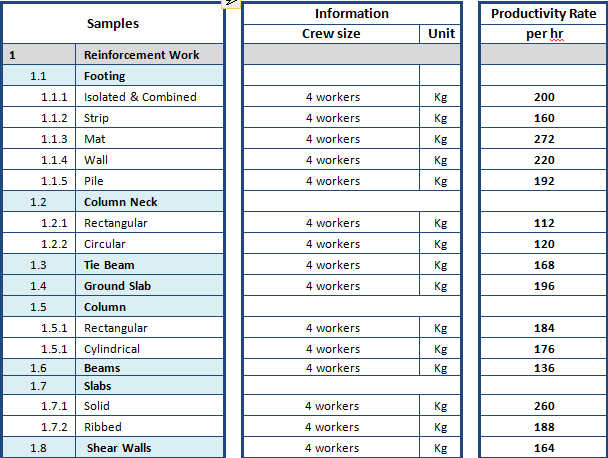 Samples Information Productivity Rate
Crew size Unit per hr
1 Reinforcement Work
1.1 Footing
1.1.1 Isolated & Combined 4 workers Kg 200
1.1.2 Strip 4 workers Kg 160
1.1.3 Mat 4 workers Kg 272
1.1.4 Wall 4 workers Kg 220
1.1.5 Pile 4 workers Kg 192
1.2 Column Neck
1.2.1 Rectangular 4 workers Kg 112
1.2.2 Circular 4 workers Kg 120
1.3 Tie Beam 4 workers Kg 168
1.4 Ground Slab 4 workers Kg 196
1.5 Column
1.5.1 Rectangular 4 workers Kg 184
1.5.1 Cylindrical 4 workers Kg 176
1.6 Beams 4 workers Kg 136
1.7 Slabs
1.7.1 Solid 4 workers Kg 260
1.7.2 Ribbed 4 workers Kg 188
1.8 Shear Walls 4 workers Kg 164